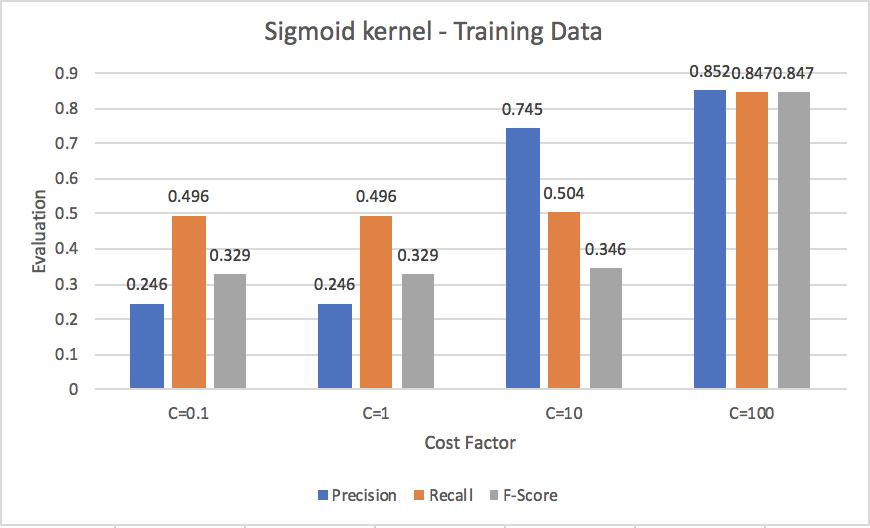 Sigmoid kernel - Training Data
Evaluation
0.9
0.8
0.7
0.6
0.5
0.4
0.3
0.2
0.1
0
0.246 0.496 0.329
0.246 0.496 0.329
0.745 0.504 0.346
0.852 0.847 0.847
C=0.1 C=1 C=10 C=100
Cost Factor
Precision Recall F-Score